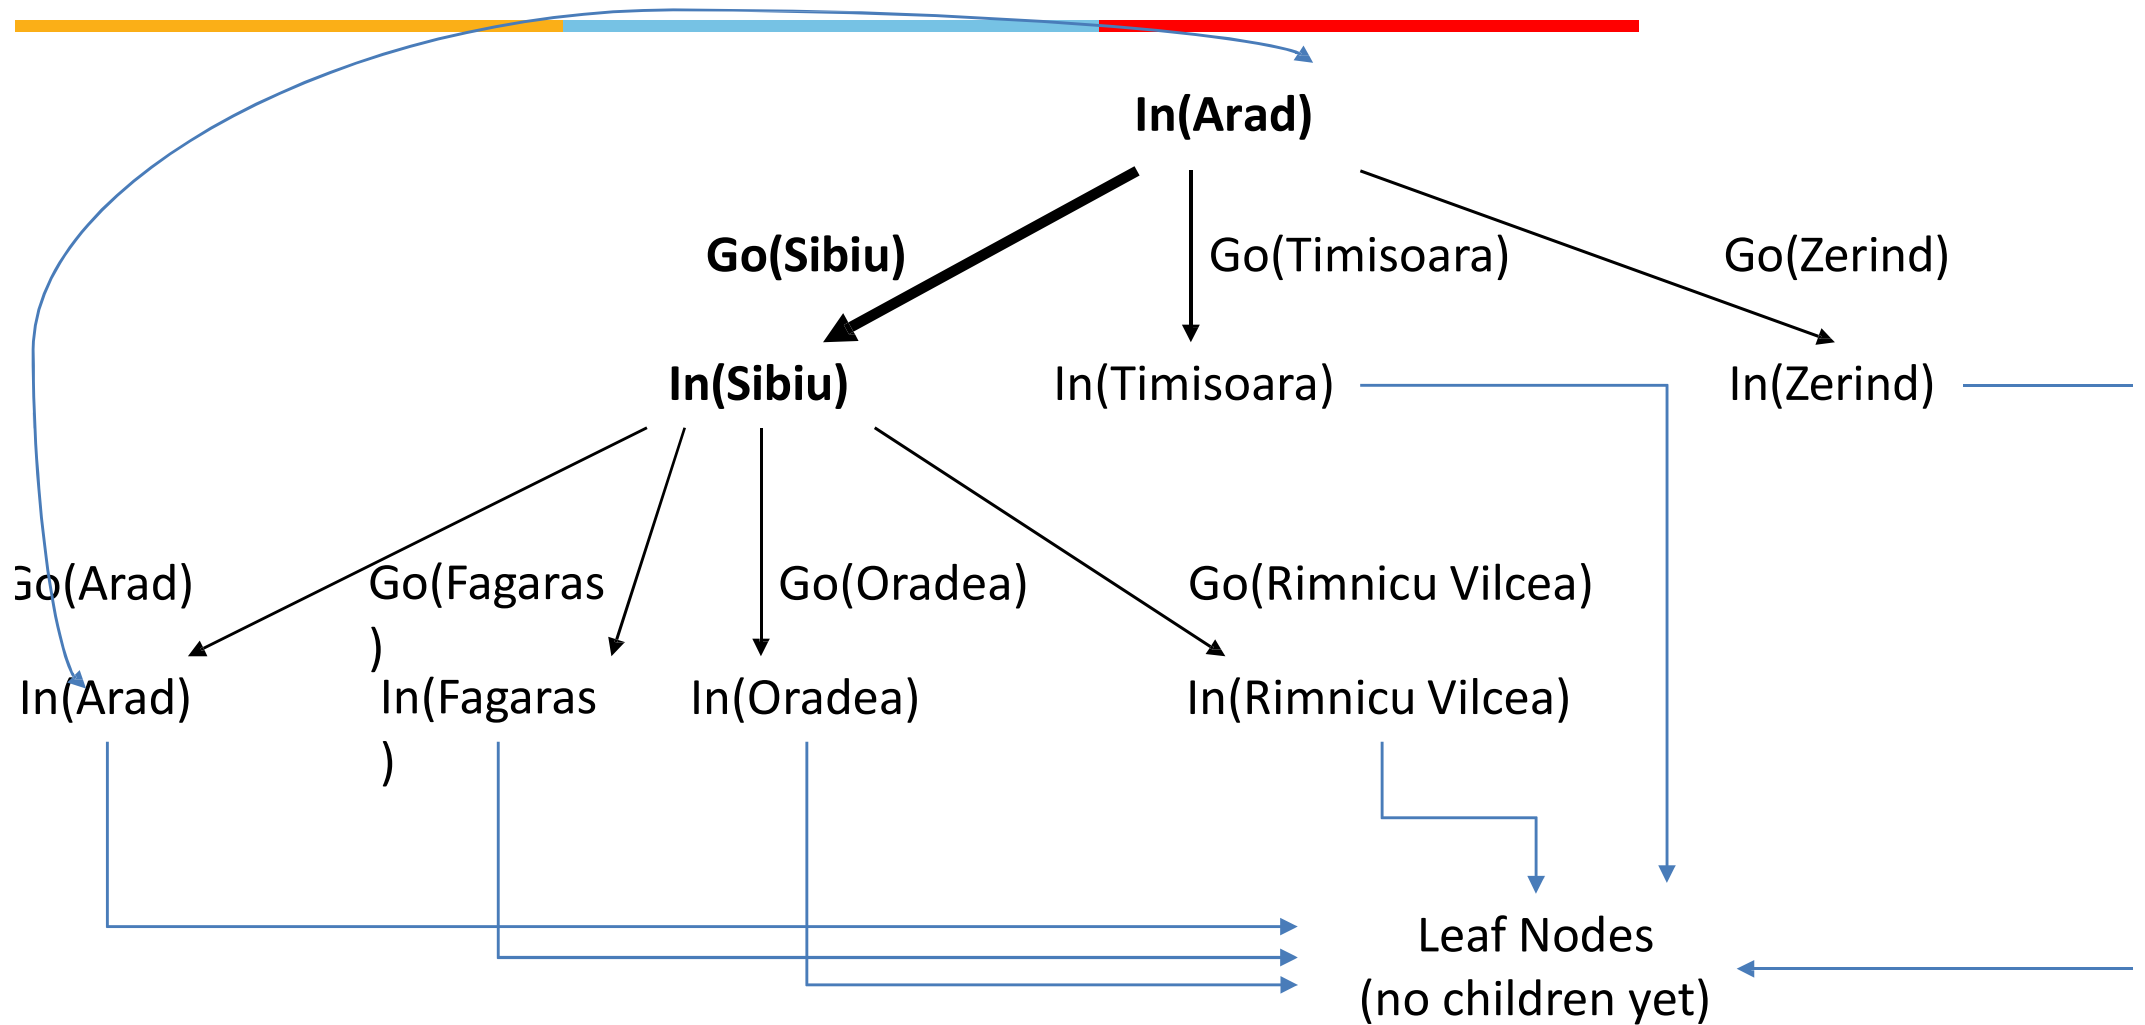 In(Arad)
Go(Sibiu)
Go(Timisoara)
Go(Zerind)
In(Sibiu)
In(Timisoara)
In(Zerind)
Go(Arad)
Go(Fagaras
)
Go(Oradea)
Go(Rimnicu Vilcea)
In(Arad)
In(Fagaras
)
In(Oradea)
In(Rimnicu Vilcea)
Leaf Nodes
(no children yet)